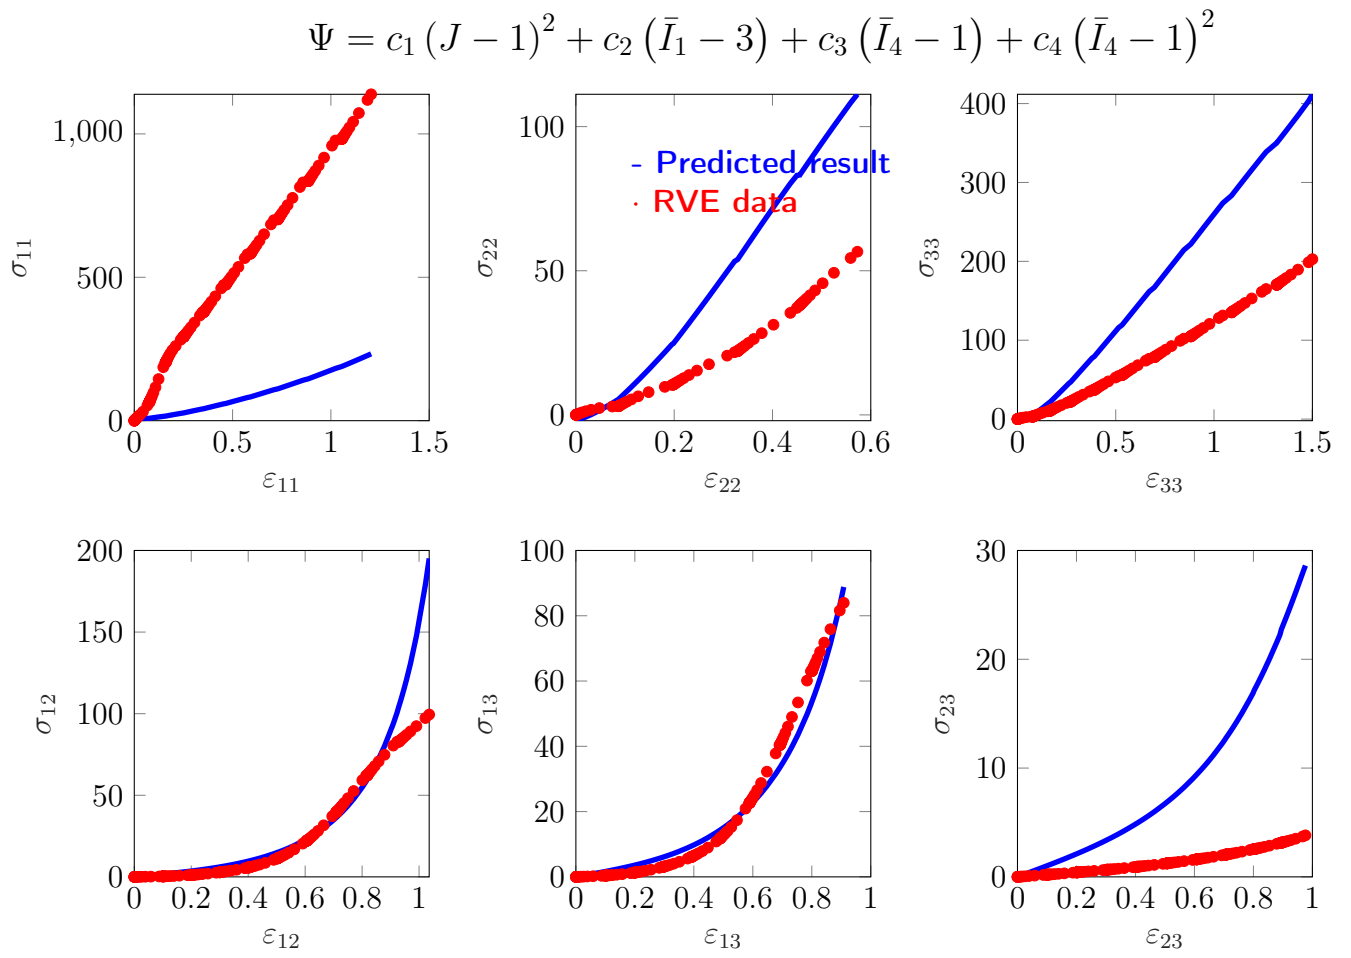 Ψ = c₁ (J − 1)² + c₂ (Ī₁ − 3) + c₃ (Ī₄ − 1) + c₄ (Ī₄ − 1)²
1,000
500
0
0 0.5 1 1.5
σ₁₁
ε₁₁
100
50
0
0 0.2 0.4 0.6
σ₂₂
ε₂₂
- Predicted result
· RVE data
400
300
200
100
0
0 0.5 1 1.5
σ₃₃
ε₃₃
200
150
100
50
0
0 0.2 0.4 0.6 0.8 1
σ₁₂
ε₁₂
100
80
60
40
20
0
0 0.2 0.4 0.6 0.8 1
σ₁₃
ε₁₃
30
20
10
0
0 0.2 0.4 0.6 0.8 1
σ₂₃
ε₂₃